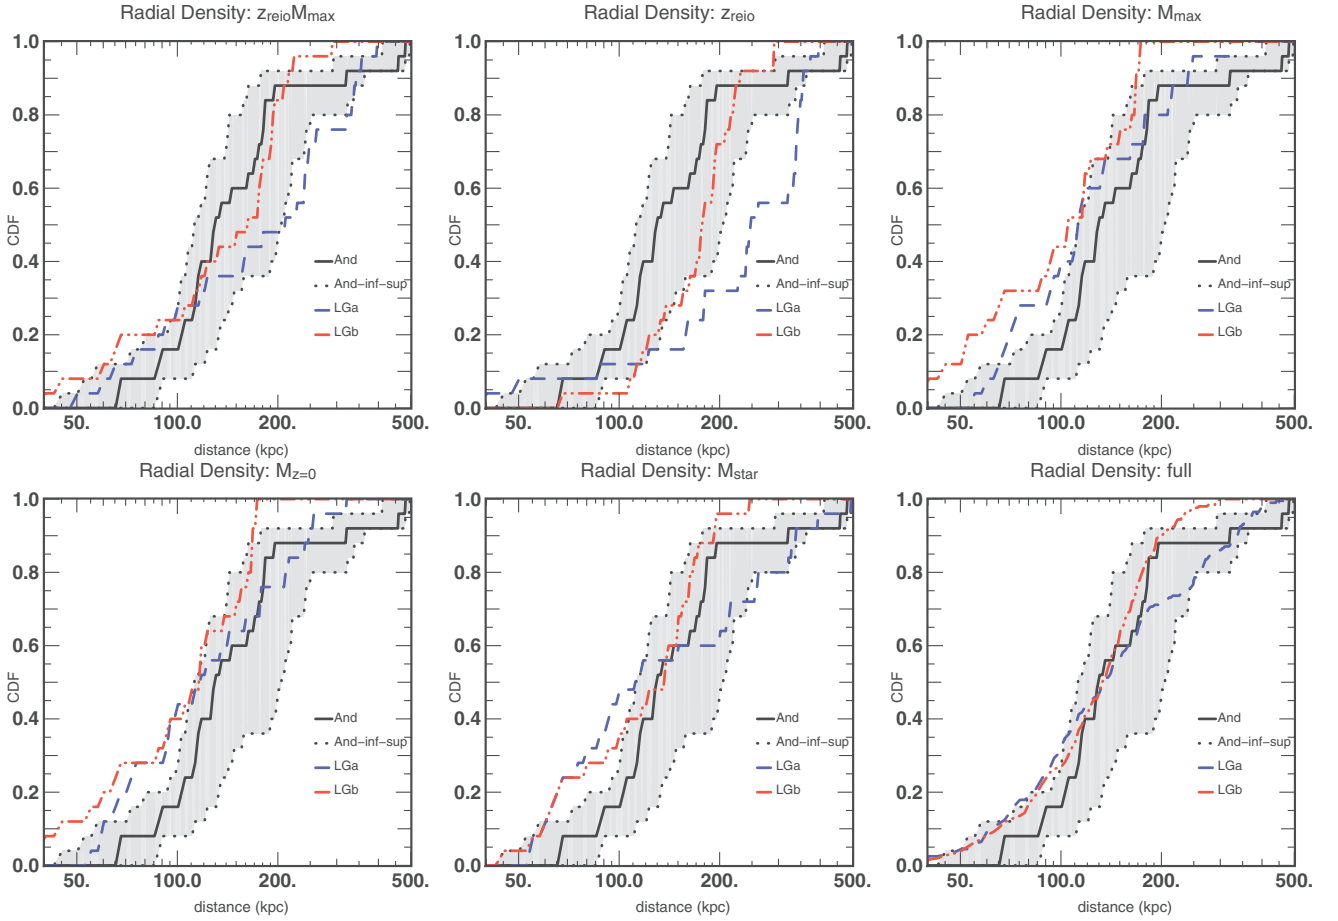 Radial Density: z_reio M_max
1.0
0.8
0.6
0.4
0.2
0.0
CDF
And
And-inf-sup
LGa
LGb
50. 100.0 200. 500.
distance (kpc)
Radial Density: z_reio
1.0
0.8
0.6
0.4
0.2
0.0
CDF
And
And-inf-sup
LGa
LGb
50. 100.0 200. 500.
distance (kpc)
Radial Density: M_max
1.0
0.8
0.6
0.4
0.2
0.0
CDF
And
And-inf-sup
LGa
LGb
50. 100.0 200. 500.
distance (kpc)
Radial Density: M_z=0
1.0
0.8
0.6
0.4
0.2
0.0
CDF
And
And-inf-sup
LGa
LGb
50. 100.0 200. 500.
distance (kpc)
Radial Density: M_star
1.0
0.8
0.6
0.4
0.2
0.0
CDF
And
And-inf-sup
LGa
LGb
50. 100.0 200. 500.
distance (kpc)
Radial Density: full
1.0
0.8
0.6
0.4
0.2
0.0
CDF
And
And-inf-sup
LGa
LGb
50. 100.0 200. 500.
distance (kpc)